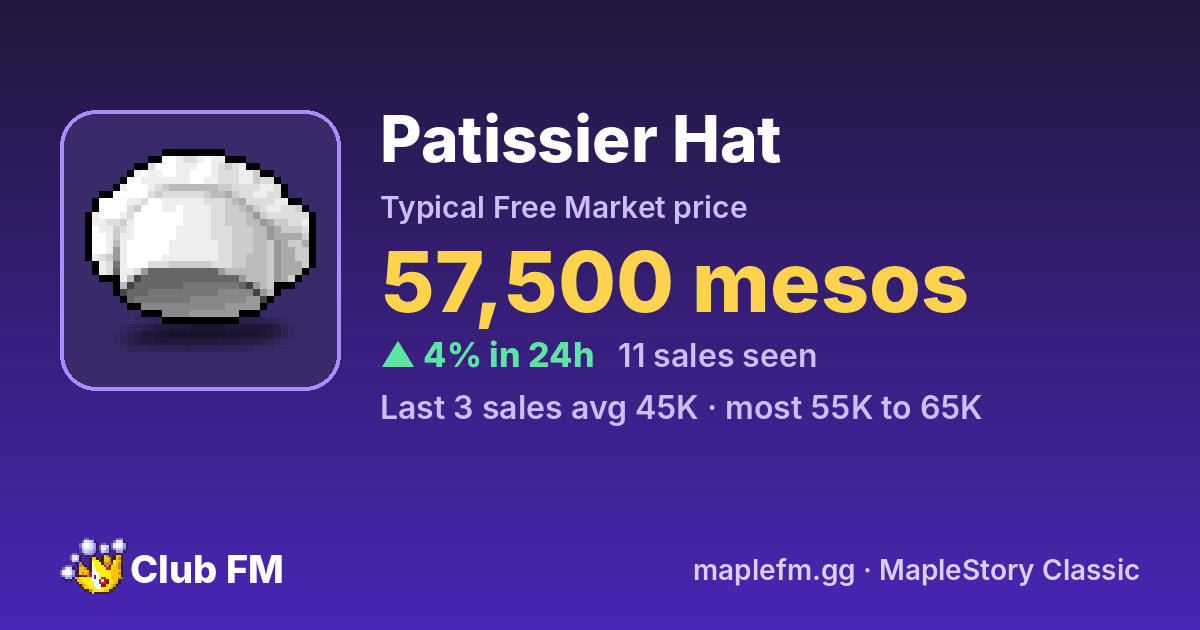 Patissier Hat
Typical Free Market price
57,500 mesos
▲ 4% in 24h 11 sales seen
Last 3 sales avg 45K · most 55K to 65K
Club FM
maplefm.gg · MapleStory Classic